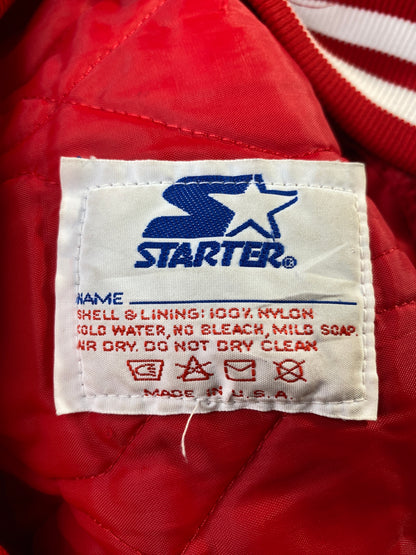 STARTER®
NAME
SHELL & LINING: 100% NYLON
COLD WATER, NO BLEACH, MILD SOAP.
AIR DRY. DO NOT DRY CLEAN
MADE IN U.S.A.